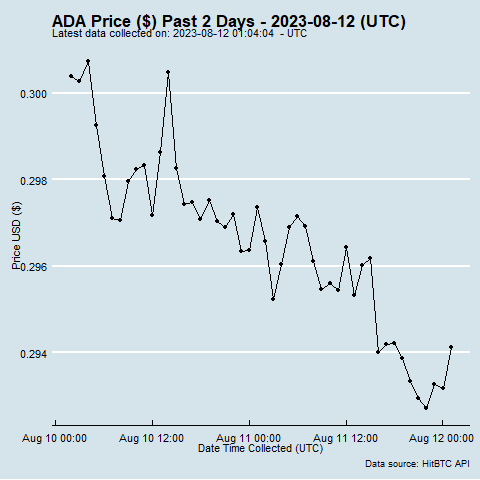 ADA Price ($) Past 2 Days - 2023-08-12 (UTC)
Latest data collected on: 2023-08-12 01:04:04 - UTC
0.300
0.298
0.296
0.294
Price USD ($)
Aug 10 00:00 Aug 10 12:00 Aug 11 00:00 Aug 11 12:00 Aug 12 00:00
Date Time Collected (UTC)
Data source: HitBTC API